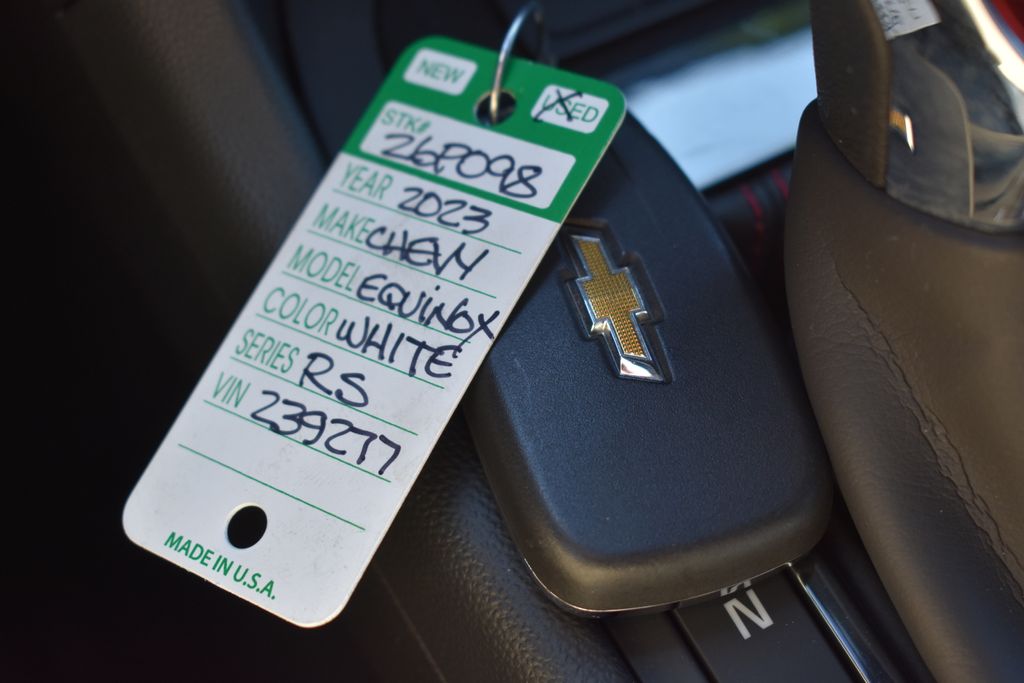 NEW USED
STK# 26P098
YEAR 2023
MAKE CHEVY
MODEL EQUINOX
COLOR WHITE
SERIES RS
VIN 239277
MADE IN U.S.A.
N